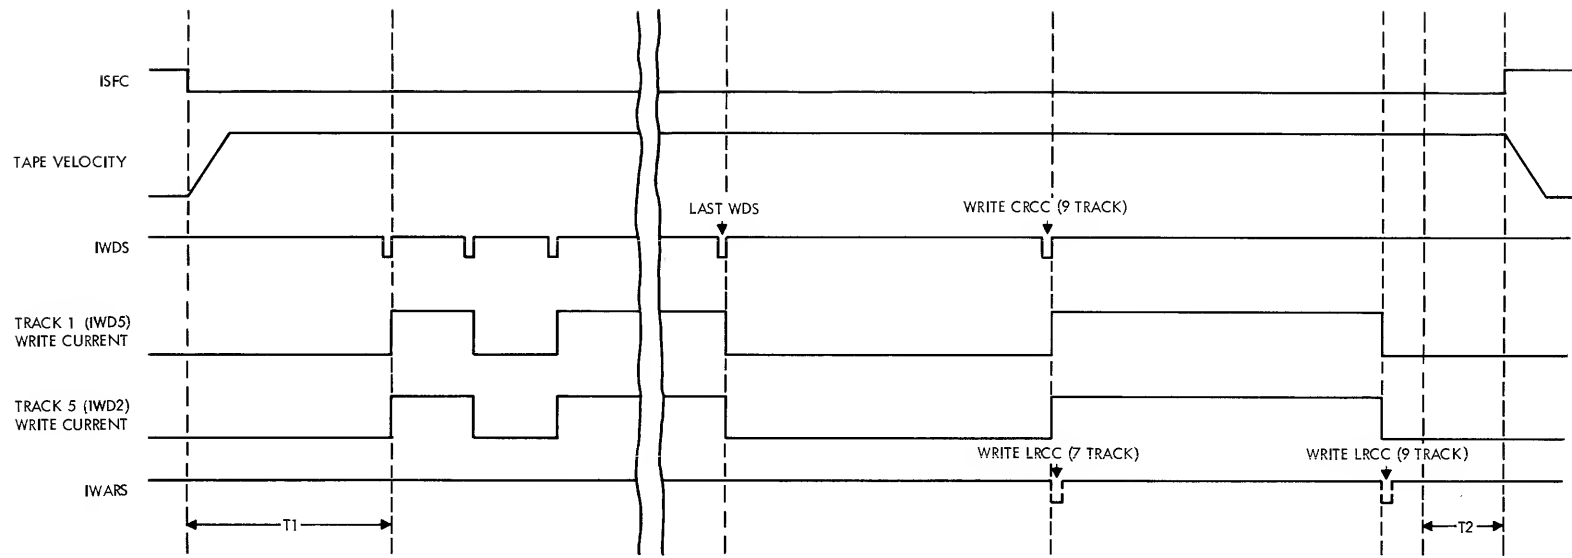 ISFC
TAPE VELOCITY
LAST WDS
WRITE CRCC (9 TRACK)
IWDS
TRACK 1 (IWD5)
WRITE CURRENT
TRACK 5 (IWD2)
WRITE CURRENT
WRITE LRCC (7 TRACK)
WRITE LRCC (9 TRACK)
IWARS
T1
T2